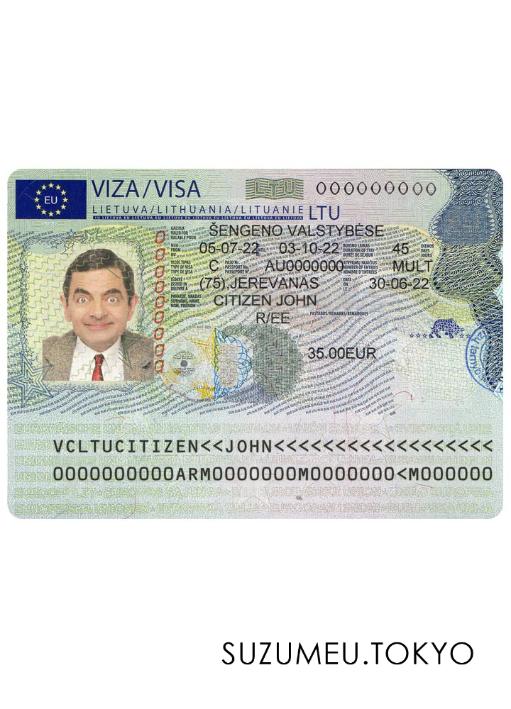 EU VIZA/VISA LTU 000000000
LIETUVA/LITHUANIA/LITUANIE LTU
ŠENGENO VALSTYBĖSE
05-07-22 03-10-22 45
C AU0000000 MULT
(75) JEREVANAS 30-06-22
CITIZEN JOHN
R/EE
35.00EUR
VCLTUCITIZEN<<JOHN<<<<<<<<<<<<<<<<<<
0000000000ARM0000000M0000000<M000000
SUZUMEU.TOKYO